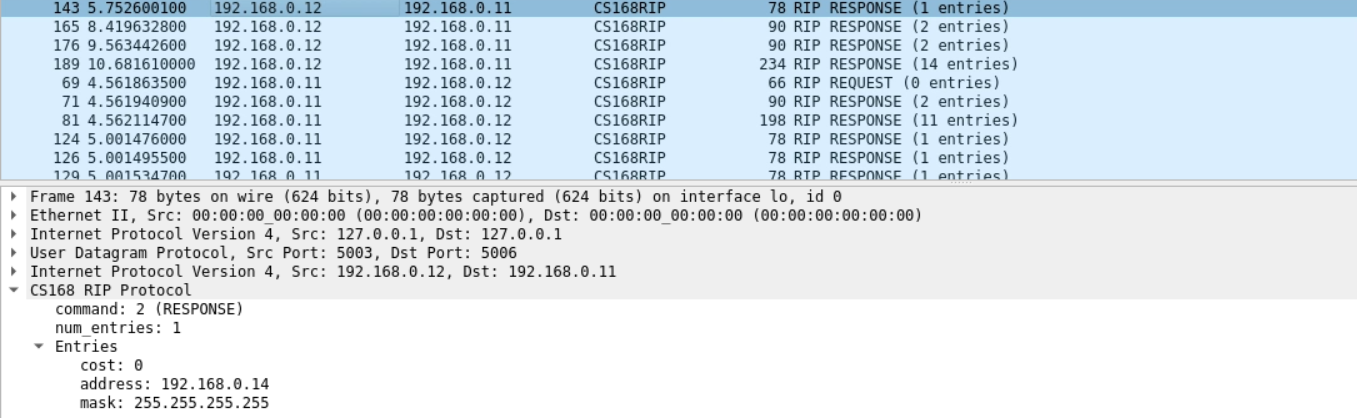 143 5.752600100 192.168.0.12 192.168.0.11 CS168RIP 78 RIP RESPONSE (1 entries)
165 8.419632800 192.168.0.12 192.168.0.11 CS168RIP 90 RIP RESPONSE (2 entries)
176 9.563442600 192.168.0.12 192.168.0.11 CS168RIP 90 RIP RESPONSE (2 entries)
189 10.681610000 192.168.0.12 192.168.0.11 CS168RIP 234 RIP RESPONSE (14 entries)
69 4.561863500 192.168.0.11 192.168.0.12 CS168RIP 66 RIP REQUEST (0 entries)
71 4.561940900 192.168.0.11 192.168.0.12 CS168RIP 90 RIP RESPONSE (2 entries)
81 4.562114700 192.168.0.11 192.168.0.12 CS168RIP 198 RIP RESPONSE (11 entries)
124 5.001476000 192.168.0.11 192.168.0.12 CS168RIP 78 RIP RESPONSE (1 entries)
126 5.001495500 192.168.0.11 192.168.0.12 CS168RIP 78 RIP RESPONSE (1 entries)
129 5.001534700 192.168.0.11 192.168.0.12 CS168RIP 78 RIP RESPONSE (1 entries)
Frame 143: 78 bytes on wire (624 bits), 78 bytes captured (624 bits) on interface lo, id 0
Ethernet II, Src: 00:00:00_00:00:00 (00:00:00:00:00:00), Dst: 00:00:00_00:00:00 (00:00:00:00:00:00)
Internet Protocol Version 4, Src: 127.0.0.1, Dst: 127.0.0.1
User Datagram Protocol, Src Port: 5003, Dst Port: 5006
Internet Protocol Version 4, Src: 192.168.0.12, Dst: 192.168.0.11
CS168 RIP Protocol
command: 2 (RESPONSE)
num_entries: 1
Entries
cost: 0
address: 192.168.0.14
mask: 255.255.255.255